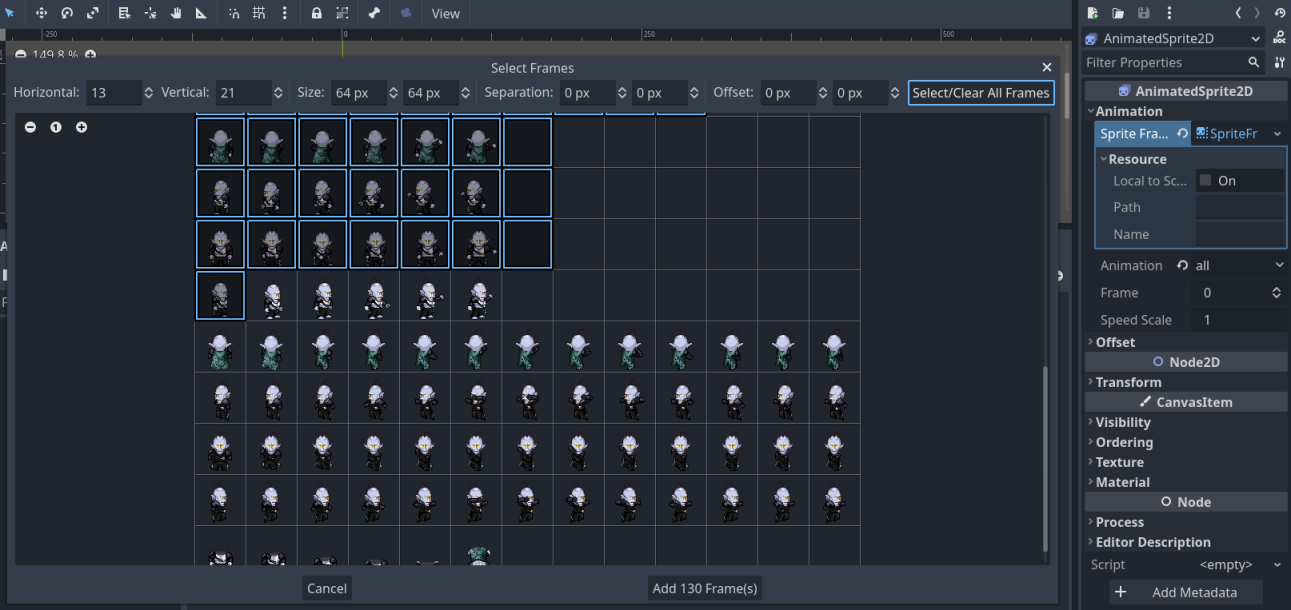 View
-250
0
250
500
149.8 %
Select Frames
Horizontal: 13 Vertical: 21 Size: 64 px 64 px Separation: 0 px 0 px Offset: 0 px 0 px Select/Clear All Frames
1
Cancel
Add 130 Frame(s)
AnimatedSprite2D
DOC
Filter Properties
AnimatedSprite2D
Animation
Sprite Fra... SpriteFr
Resource
Local to Sc... On
Path
Name
Animation all
Frame 0
Speed Scale 1
Offset
Node2D
Transform
CanvasItem
Visibility
Ordering
Texture
Material
Node
Process
Editor Description
Script <empty>
Add Metadata